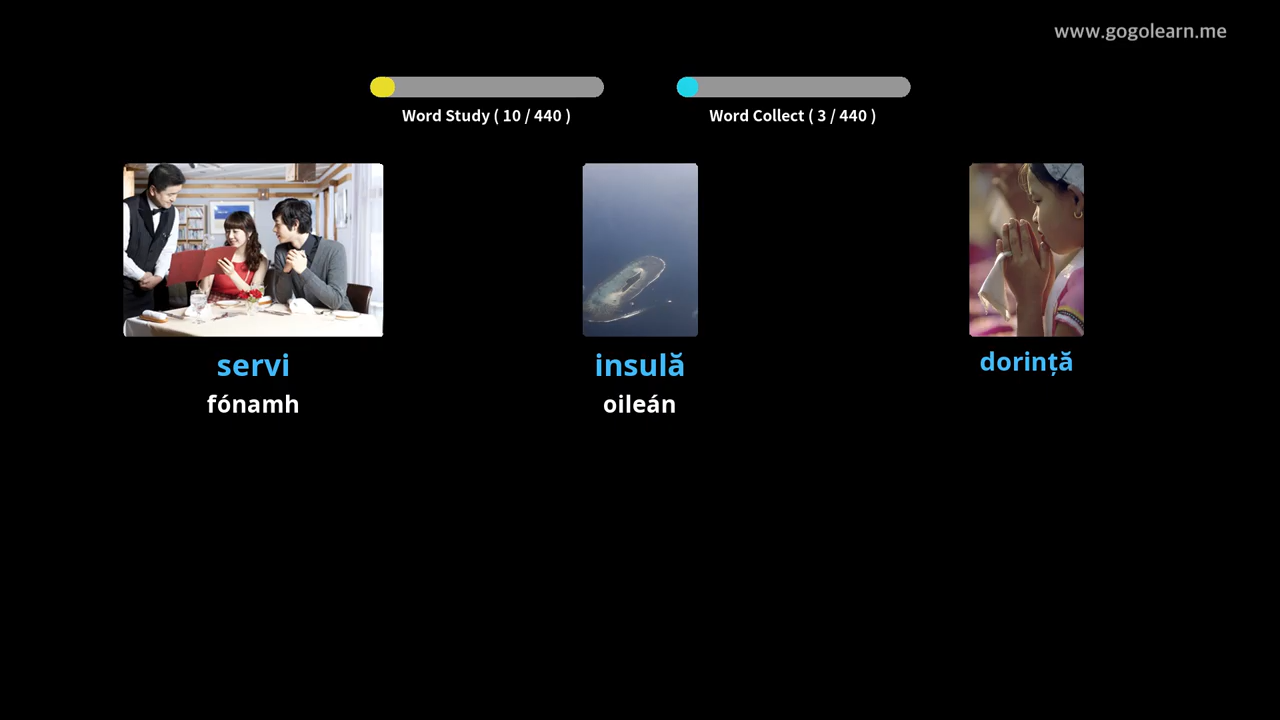 www.gogolearn.me
Word Study ( 10 / 440 )
Word Collect ( 3 / 440 )
servi
fónamh
insulă
oileán
dorință